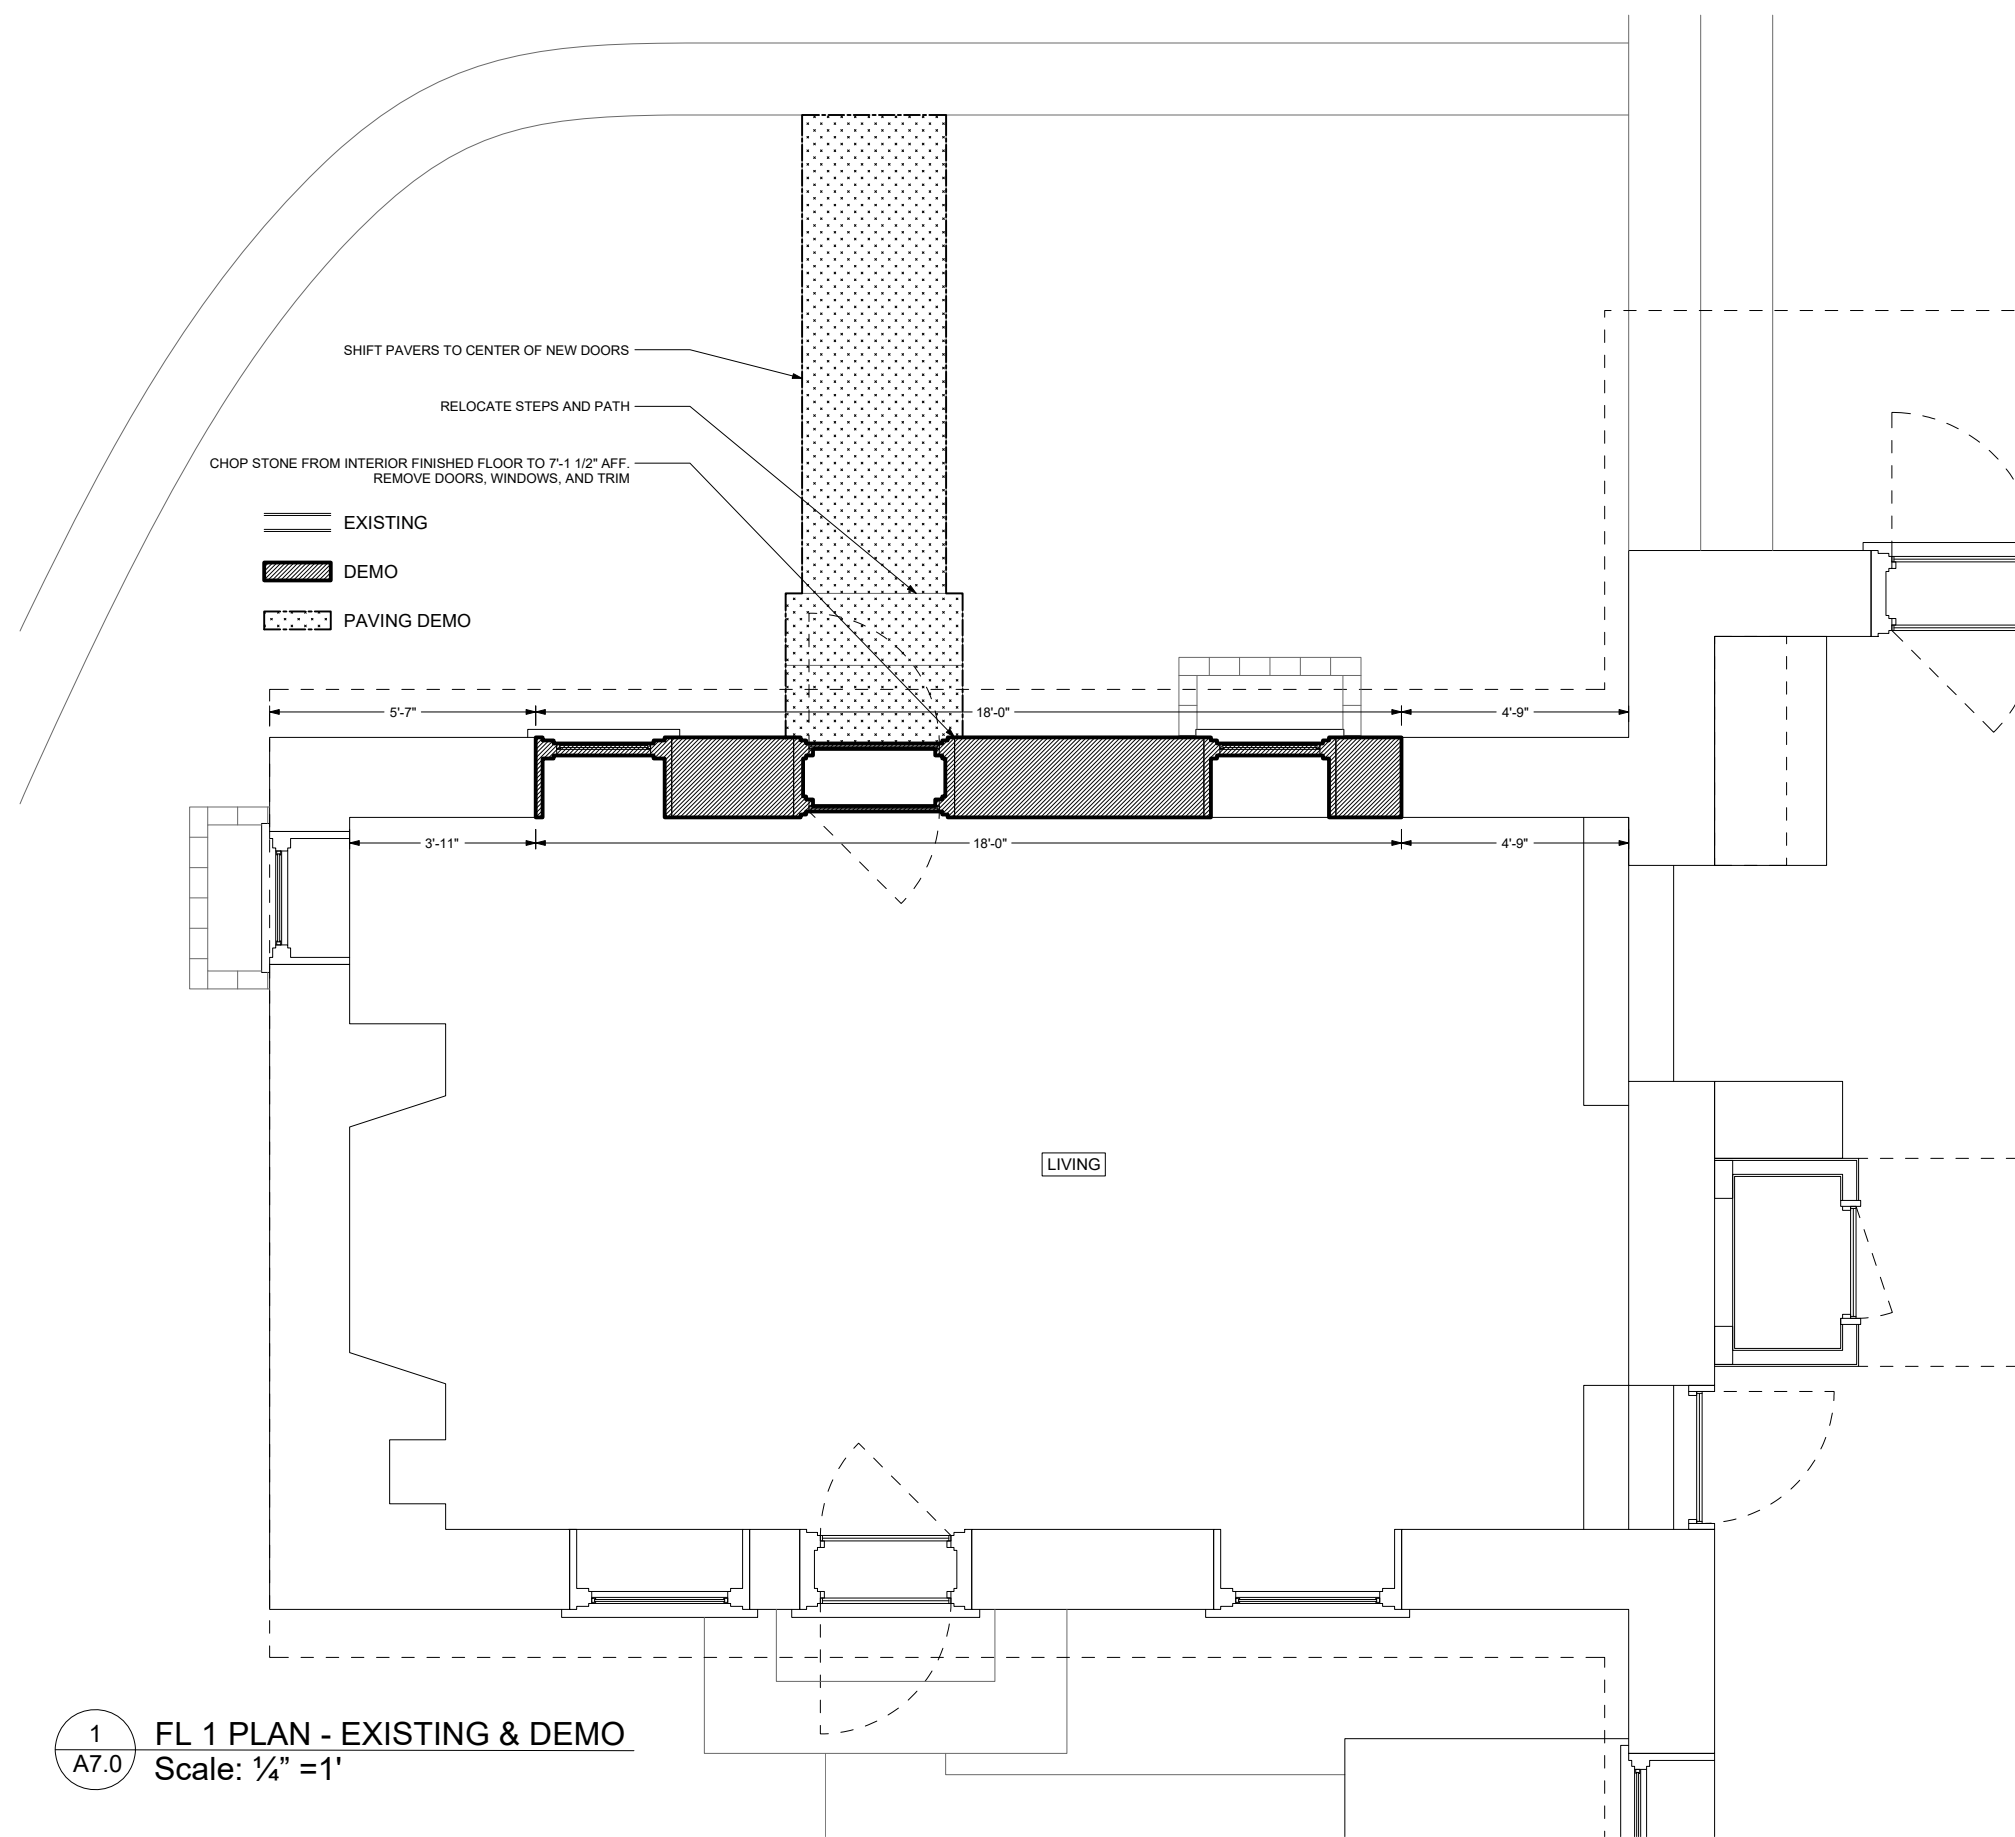 SHIFT PAVERS TO CENTER OF NEW DOORS
RELOCATE STEPS AND PATH
CHOP STONE FROM INTERIOR FINISHED FLOOR TO 7'-1 1/2" AFF.
REMOVE DOORS, WINDOWS, AND TRIM
EXISTING
DEMO
PAVING DEMO
5'-7" 18'-0" 4'-9"
3'-11" 18'-0" 4'-9"
LIVING
1
A7.0
FL 1 PLAN - EXISTING & DEMO
Scale: ¼” =1'